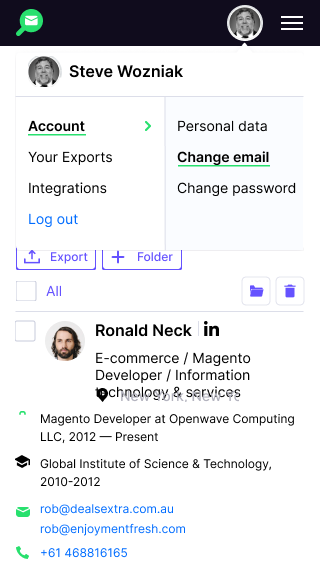 Steve Wozniak
Account
Your Exports
Integrations
Log out
Personal data
Change email
Change password
Export
Folder
All
Ronald Neck
in
E-commerce / Magento
Developer / Information
technology & services
New York, New Yo
Magento Developer at Openwave Computing
LLC, 2012 — Present
Global Institute of Science & Technology,
2010-2012
rob@dealsextra.com.au
rob@enjoymentfresh.com
+61 468816165